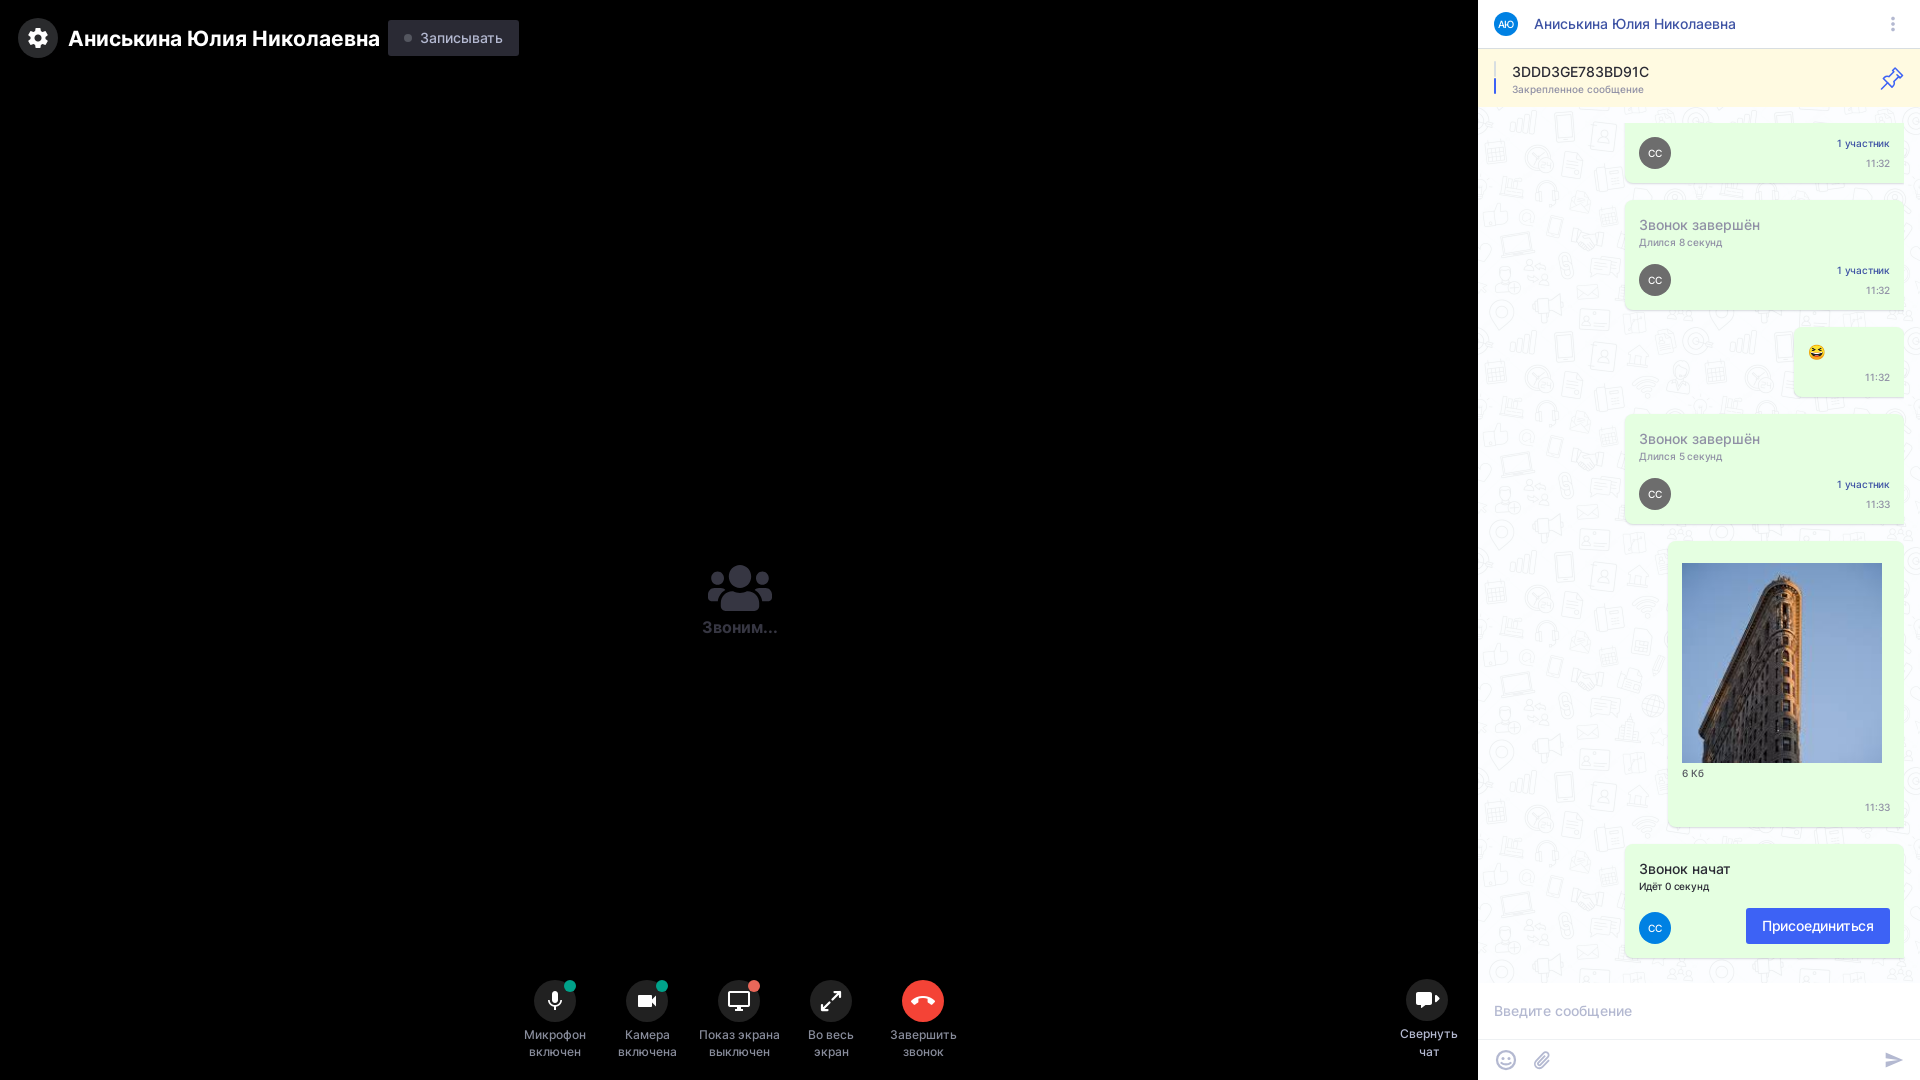 Аниськина Юлия Николаевна
Записывать
Звоним...
Микрофон
включен
Камера
включена
Показ экрана
выключен
Во весь
экран
Завершить
звонок
Свернуть
чат
АЮ
Аниськина Юлия Николаевна
3DDD3GE783BD91C
Закрепленное сообщение
СС
1 участник
11:32
Звонок завершён
Длился 8 секунд
СС
1 участник
11:32
11:32
Звонок завершён
Длился 5 секунд
СС
1 участник
11:33
6 Кб
11:33
Звонок начат
Идёт 0 секунд
СС
Присоединиться
Введите сообщение